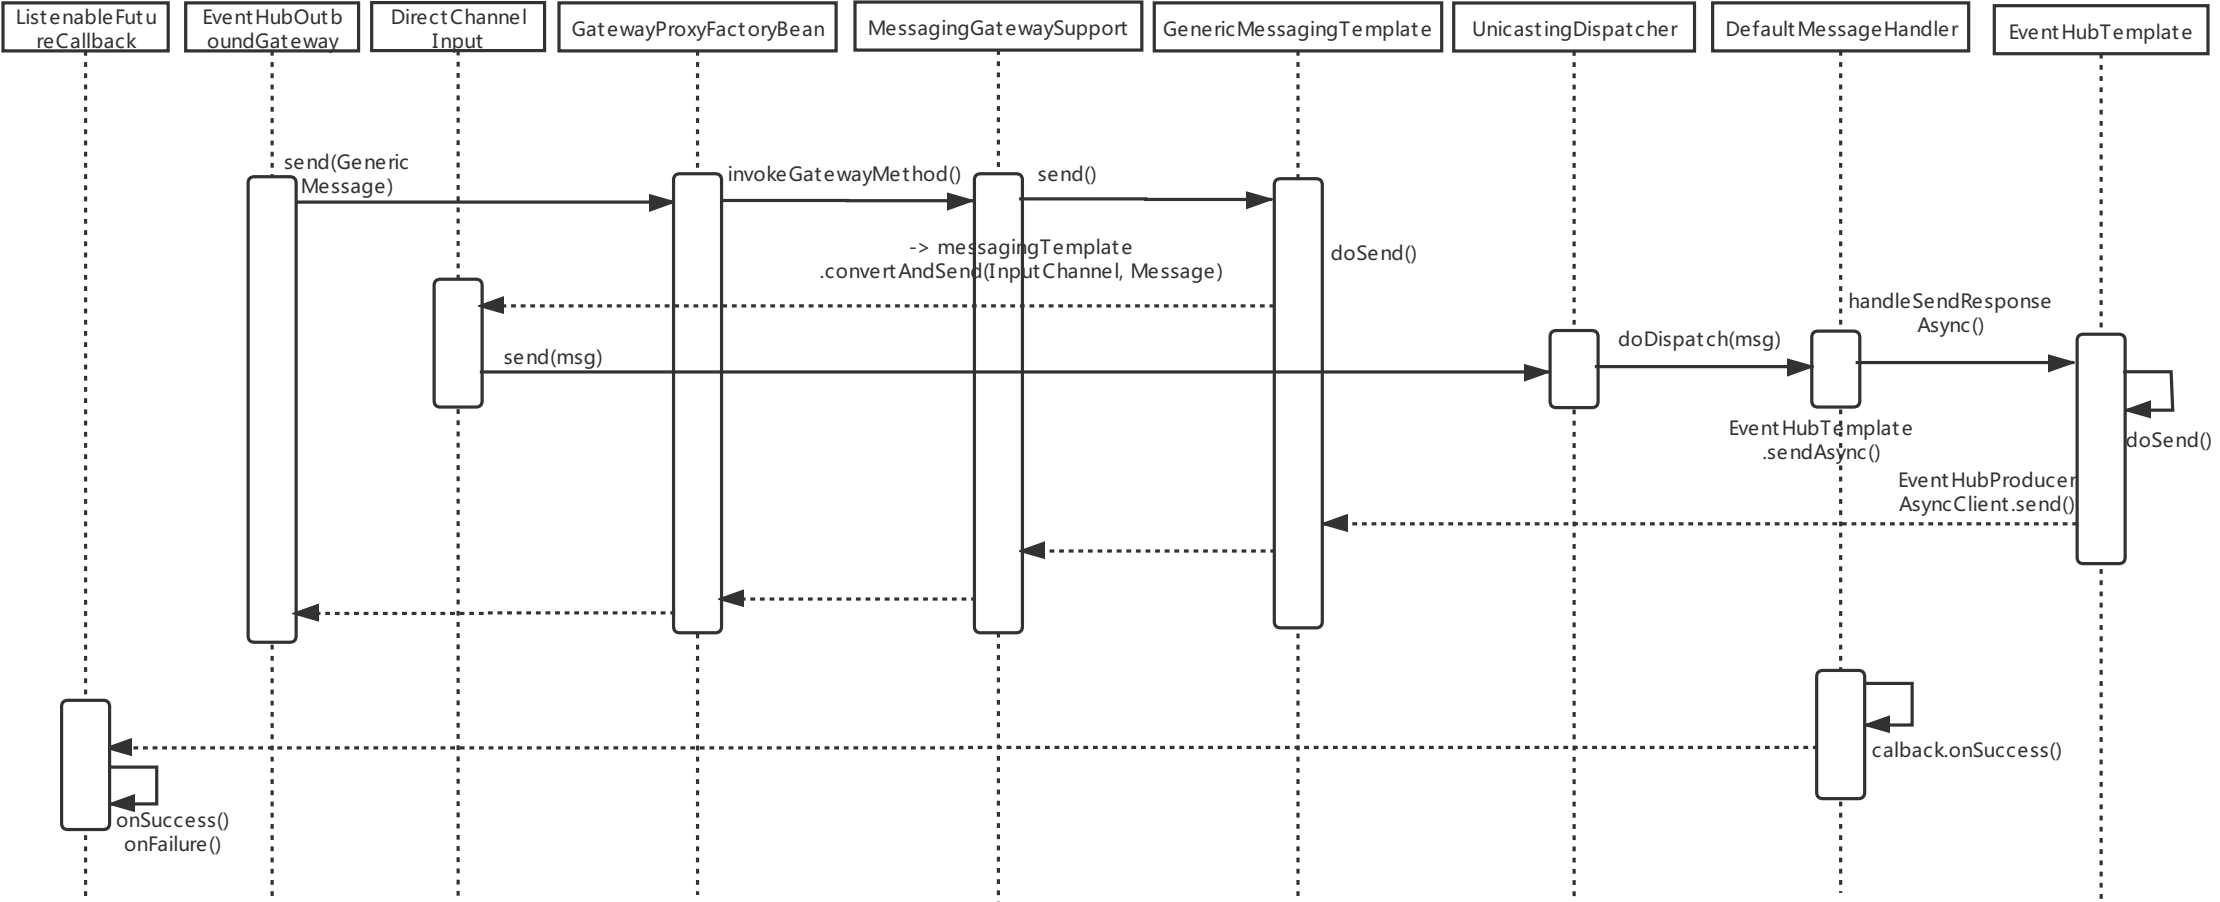 ListenableFutu
reCallback
EventHubOutb
oundGateway
DirectChannel
Input
GatewayProxyFactoryBean
MessagingGatewaySupport
GenericMessagingTemplate
UnicastingDispatcher
DefaultMessageHandler
EventHubTemplate
send(Generic
Message)
invokeGatewayMethod()
send()
-> messagingTemplate
.convertAndSend(InputChannel, Message)
doSend()
send(msg)
doDispatch(msg)
handleSendResponse
Async()
EventHubTemplate
.sendAsync()
doSend()
EventHubProducer
AsyncClient.send()
calback.onSuccess()
onSuccess()
onFailure()